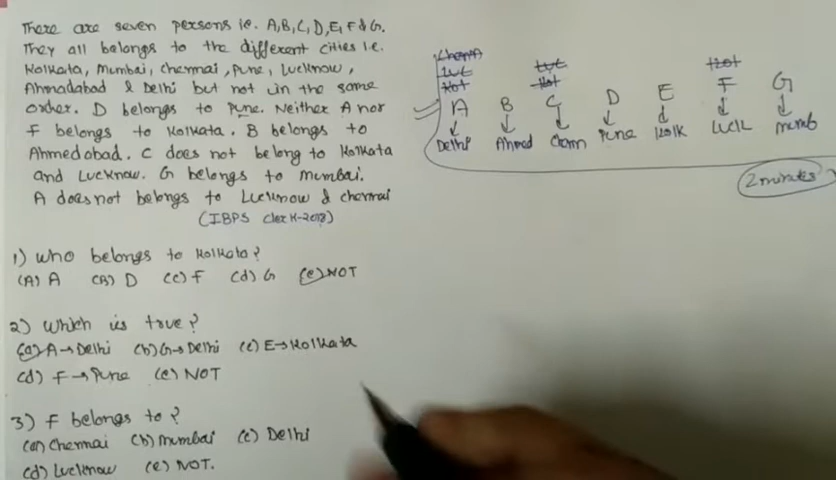 There are seven persons ie. A,B,C,D,E,F & G.
They all belongs to the different cities i.e.
Kolkata, Mumbai, Chennai, Pune, Lucknow,
Ahmadabad & Delhi but not in the same
order. D belongs to Pune. Neither A nor
F belongs to Kolkata. B belongs to
Ahmedabad. C does not belong to Kolkata
and Lucknow. G belongs to Mumbai.
A does not belongs to Lucknow & chennai
(IBPS Clerk-2017)
1) Who belongs to Kolkata?
(A) A (B) D (c) F (d) G (e) NOT
2) Which is true?
(a) A→Delhi (b) G→Delhi (c) E→Kolkata
(d) F→Pune (e) NOT
3) F belongs to?
(a) Chennai (b) Mumbai (c) Delhi
(d) Lucknow (e) NOT.
A B C D E F G
Delhi Ahmad Chenn Pune Kolk Luck Mumb
2 minutes